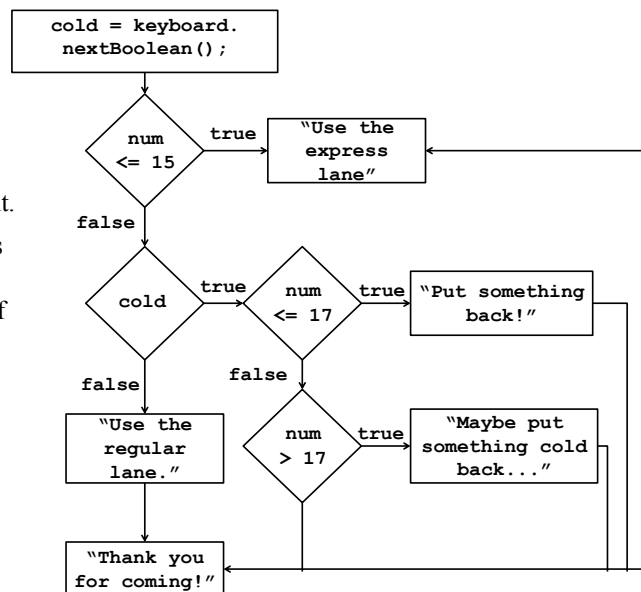 cold = keyboard.
nextBoolean();
num
<= 15
true
“Use the
express
lane”
false
t.
s
f
cold
true
num
<= 17
true
“Put something
back!”
false
false
“Use the
regular
lane.”
num
> 17
true
“Maybe put
something cold
back...”
“Thank you
for coming!”